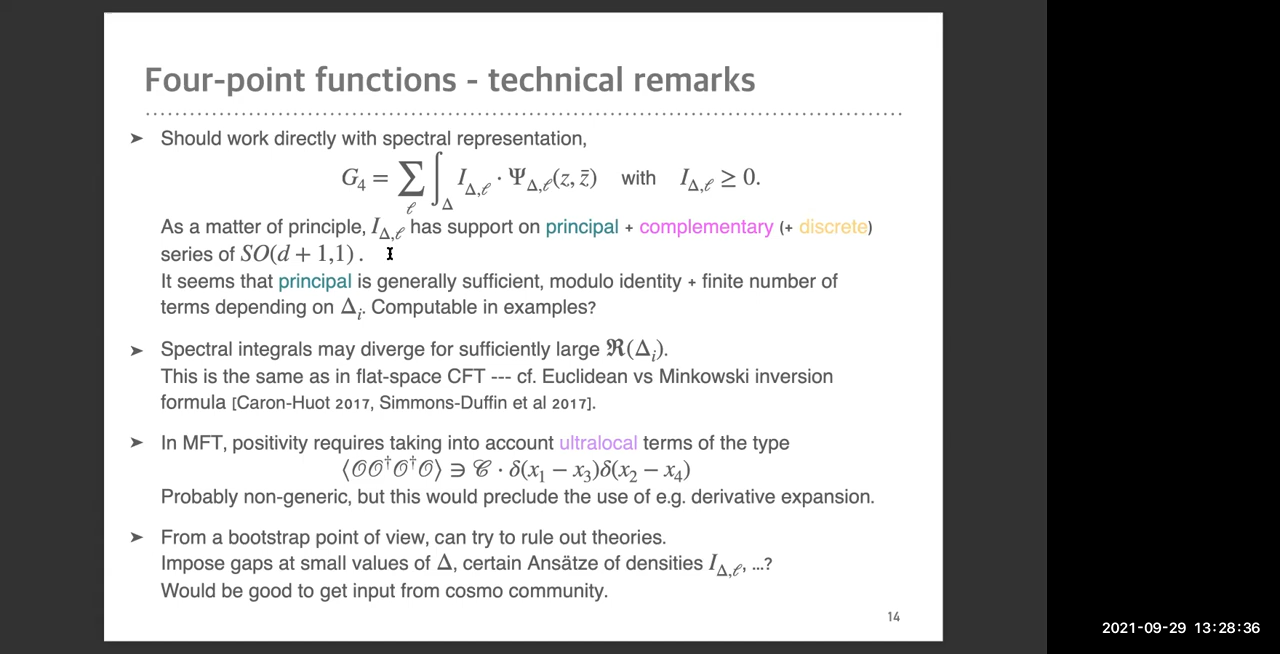 Four-point functions - technical remarks
➤ Should work directly with spectral representation,
G₄ = ∑_ℓ ∫_Δ I_{Δ,ℓ} · Ψ_{Δ,ℓ}(z, z̄) with I_{Δ,ℓ} ≥ 0.
As a matter of principle, I_{Δ,ℓ} has support on principal + complementary (+ discrete)
series of SO(d + 1,1).
It seems that principal is generally sufficient, modulo identity + finite number of
terms depending on Δ_i. Computable in examples?
➤ Spectral integrals may diverge for sufficiently large ℜ(Δ_i).
This is the same as in flat-space CFT --- cf. Euclidean vs Minkowski inversion
formula [Caron-Huot 2017, Simmons-Duffin et al 2017].
➤ In MFT, positivity requires taking into account ultralocal terms of the type
⟨𝒪𝒪†𝒪†𝒪⟩ ∋ 𝒞 · δ(x₁ − x₃)δ(x₂ − x₄)
Probably non-generic, but this would preclude the use of e.g. derivative expansion.
➤ From a bootstrap point of view, can try to rule out theories.
Impose gaps at small values of Δ, certain Ansätze of densities I_{Δ,ℓ}, ...?
Would be good to get input from cosmo community.
14
2021-09-29 13:28:36